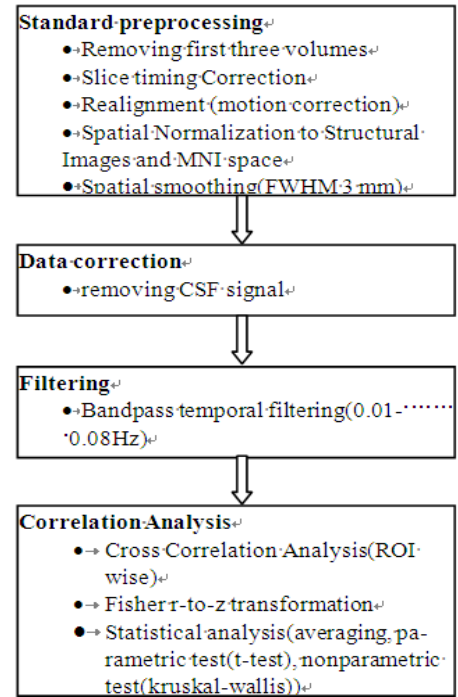 Standard preprocessing
●Removing first three volumes
●Slice timing Correction
●Realignment (motion correction)
●Spatial Normalization to Structural
Images and MNI space
●Spatial smoothing(FWHM 3 mm)
Data correction
●removing CSF signal
Filtering
●Bandpass temporal filtering(0.01-
0.08Hz)
Correlation Analysis
● Cross Correlation Analysis(ROI
wise)
● Fisher r-to-z transformation
● Statistical analysis(averaging, pa-
rametric test(t-test), nonparametric
test(kruskal-wallis))